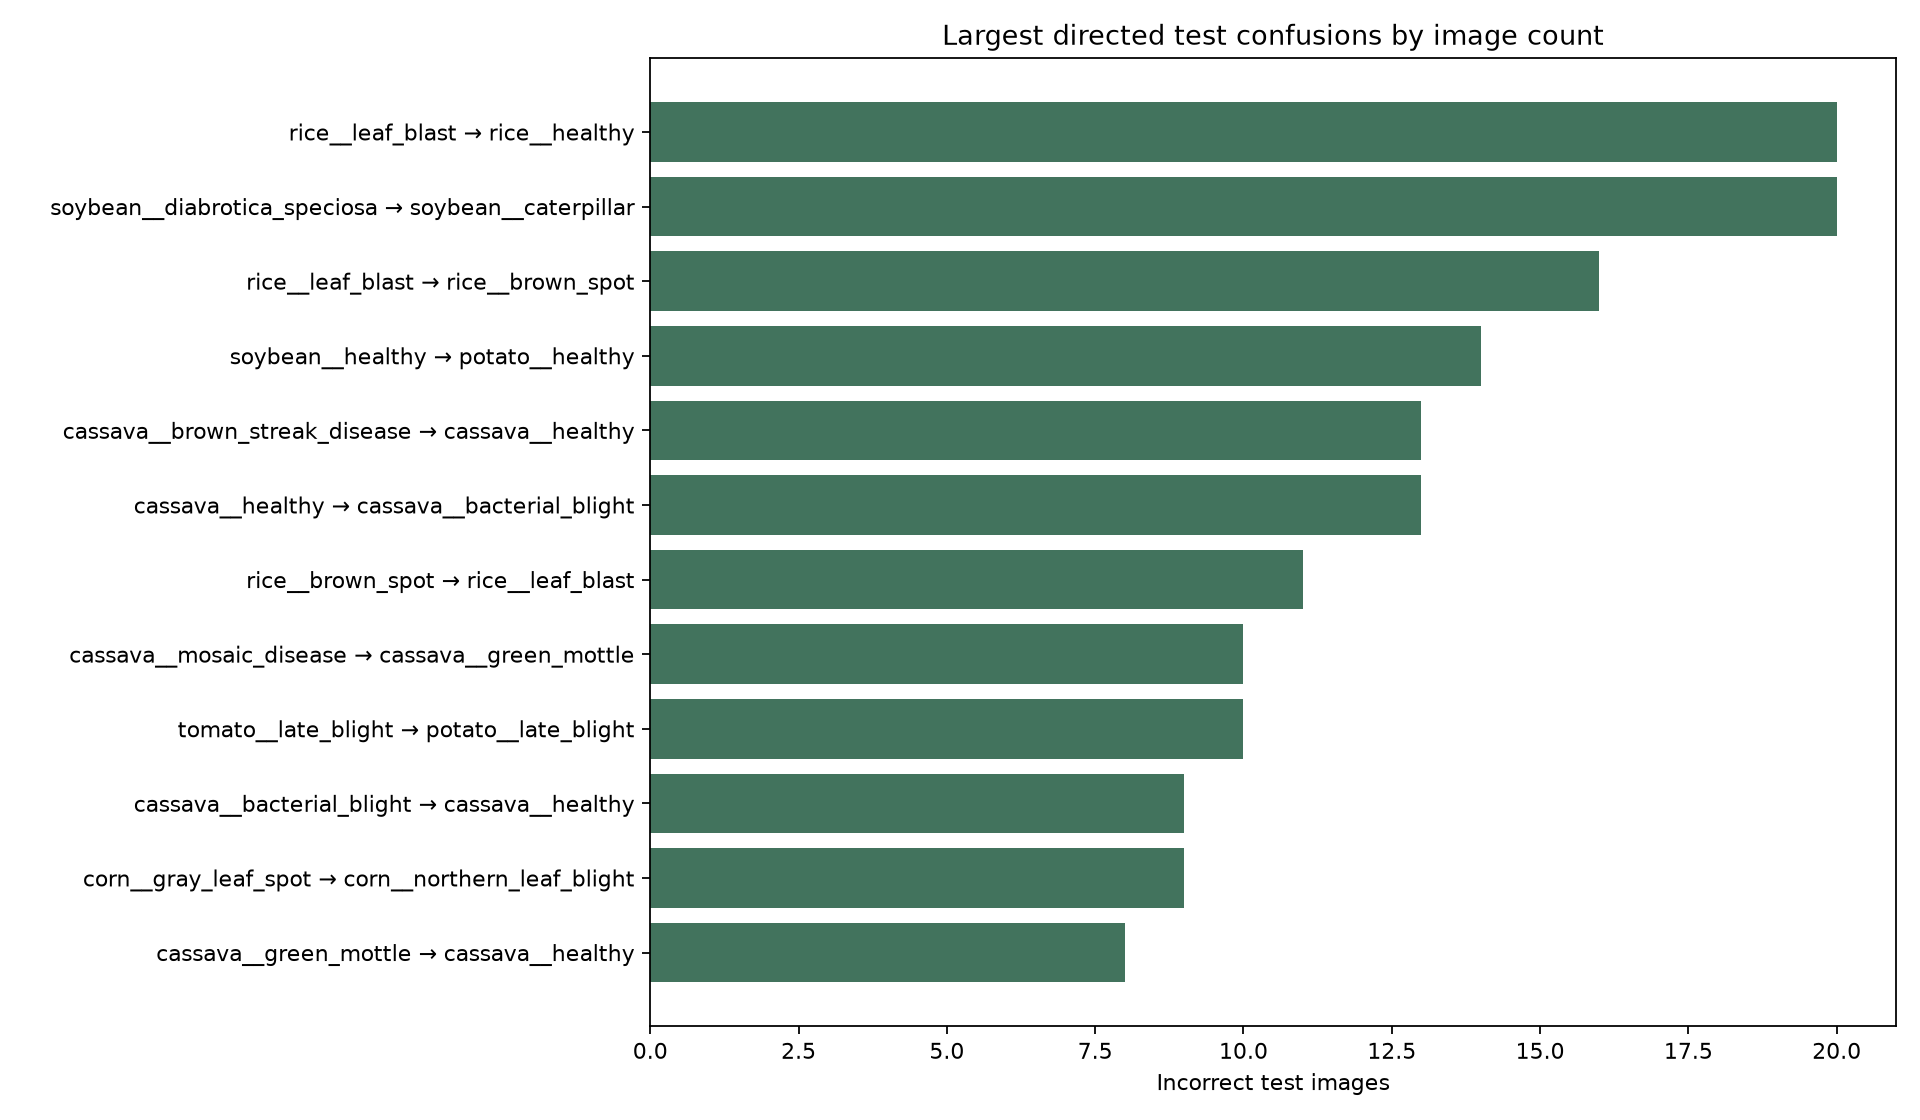 Largest directed test confusions by image count
rice__leaf_blast → rice__healthy
soybean__diabrotica_speciosa → soybean__caterpillar
rice__leaf_blast → rice__brown_spot
soybean__healthy → potato__healthy
cassava__brown_streak_disease → cassava__healthy
cassava__healthy → cassava__bacterial_blight
rice__brown_spot → rice__leaf_blast
cassava__mosaic_disease → cassava__green_mottle
tomato__late_blight → potato__late_blight
cassava__bacterial_blight → cassava__healthy
corn__gray_leaf_spot → corn__northern_leaf_blight
cassava__green_mottle → cassava__healthy
0.0 2.5 5.0 7.5 10.0 12.5 15.0 17.5 20.0
Incorrect test images